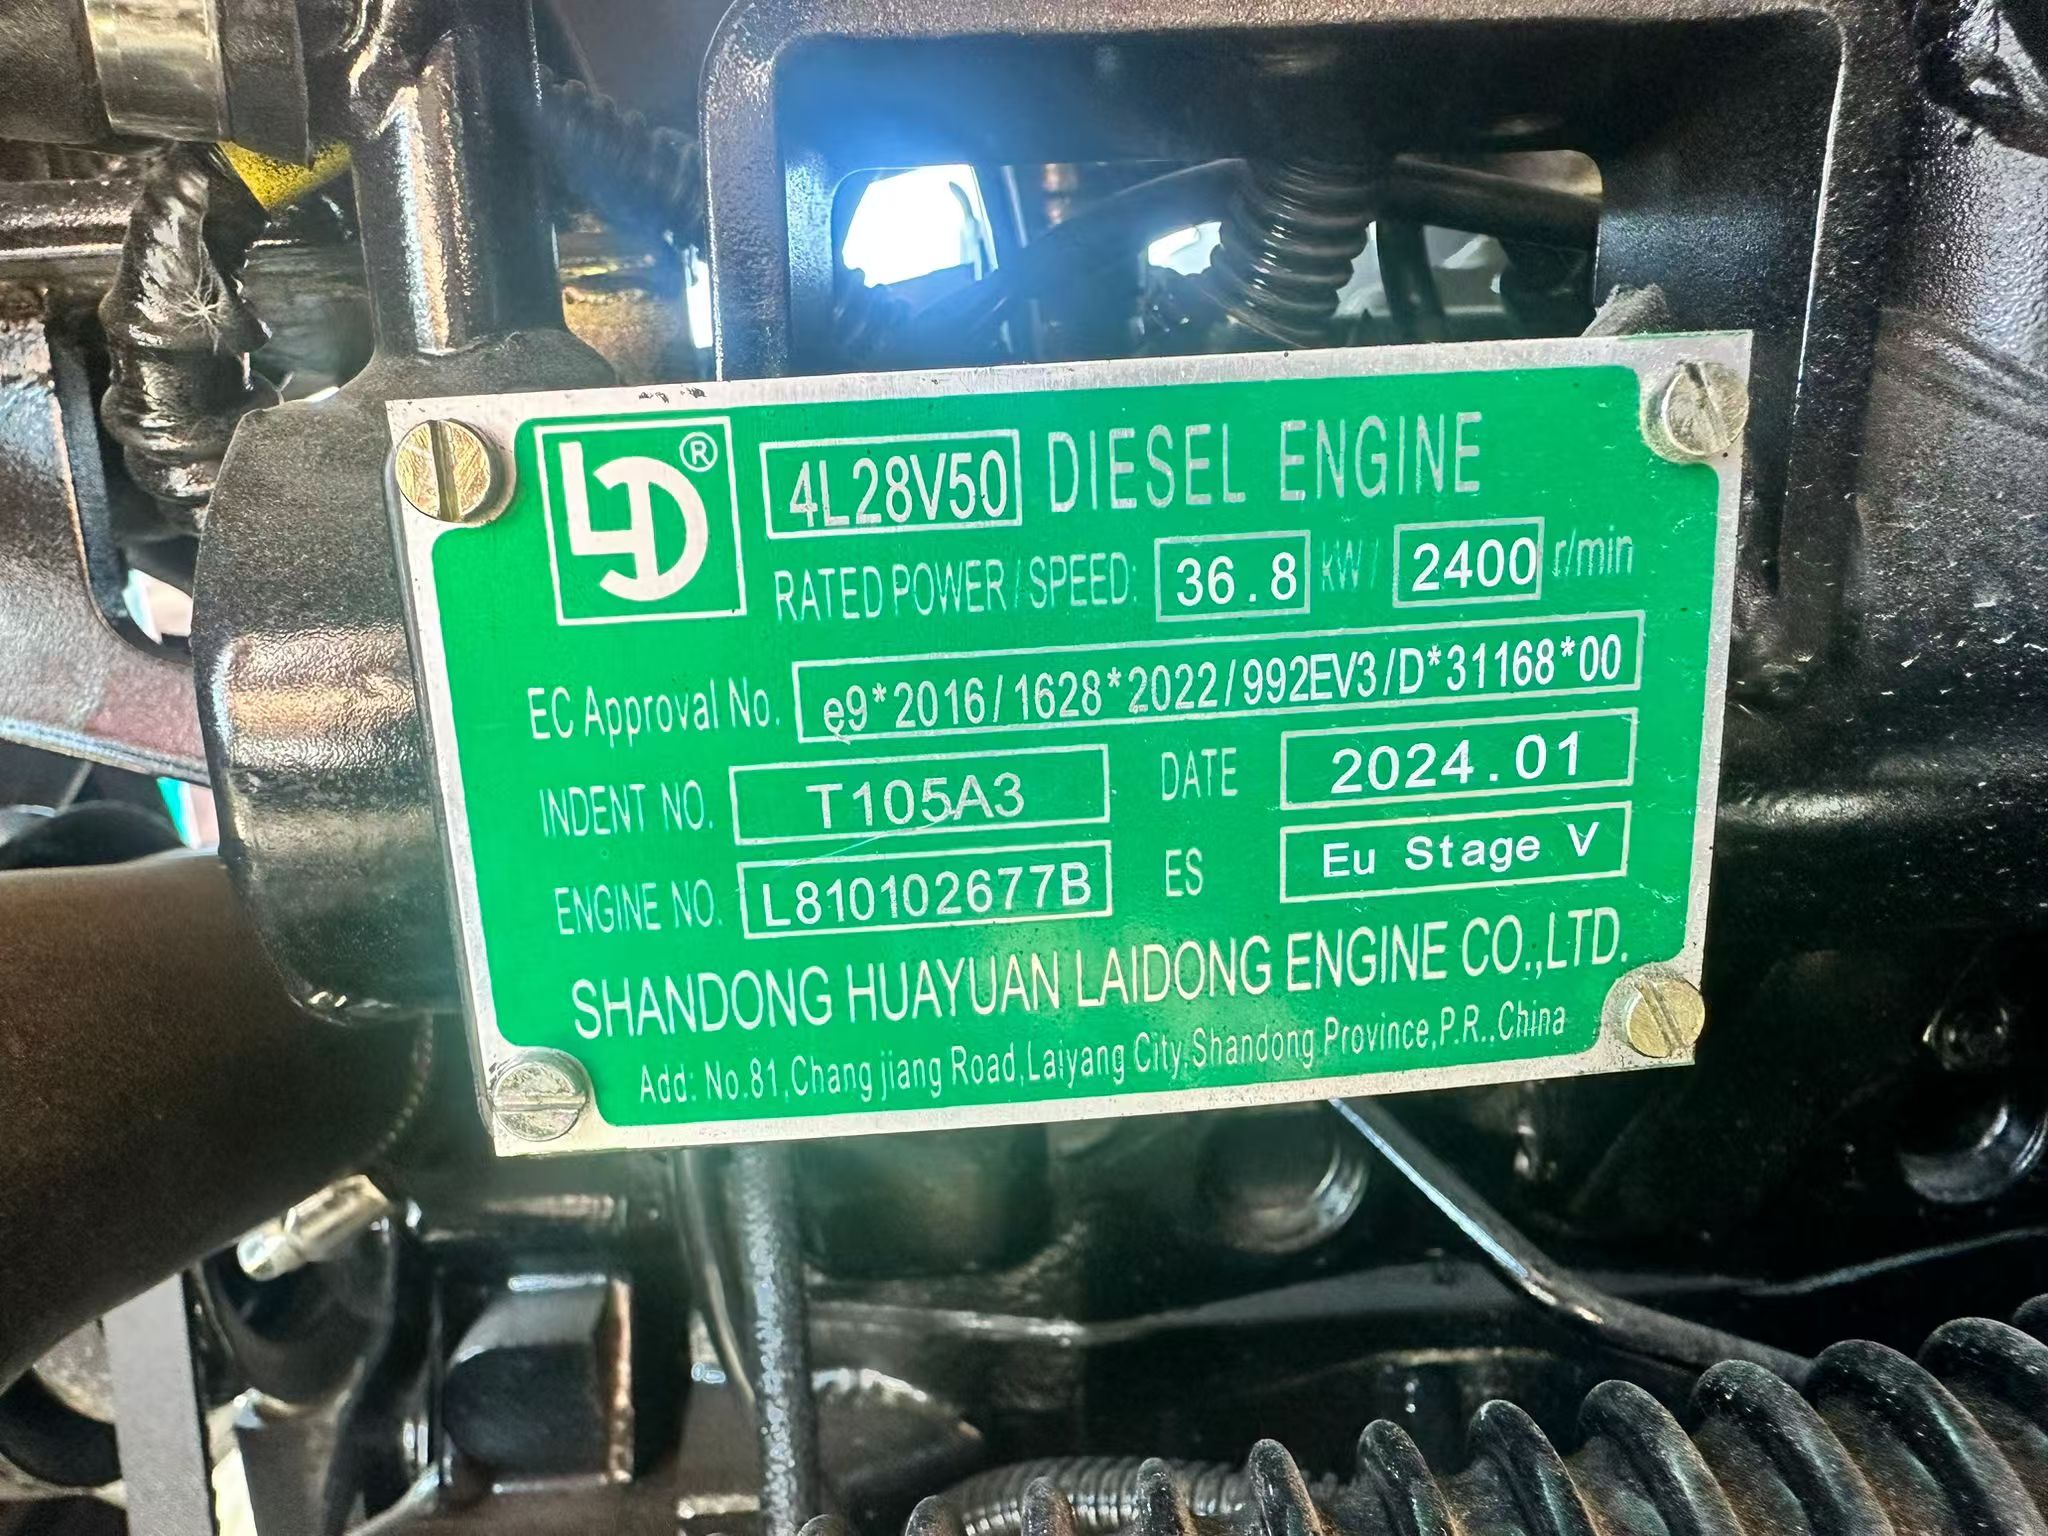 LD® 4L28V50 DIESEL ENGINE
RATED POWER/SPEED: 36.8 kW/ 2400 r/min
EC Approval No. e9*2016/1628*2022/992EV3/D*31168*00
INDENT NO. T105A3 DATE 2024.01
ENGINE NO. L810102677B ES Eu Stage V
SHANDONG HUAYUAN LAIDONG ENGINE CO.,LTD.
Add: No.81,Changjiang Road,Laiyang City,Shandong Province,P.R.,China